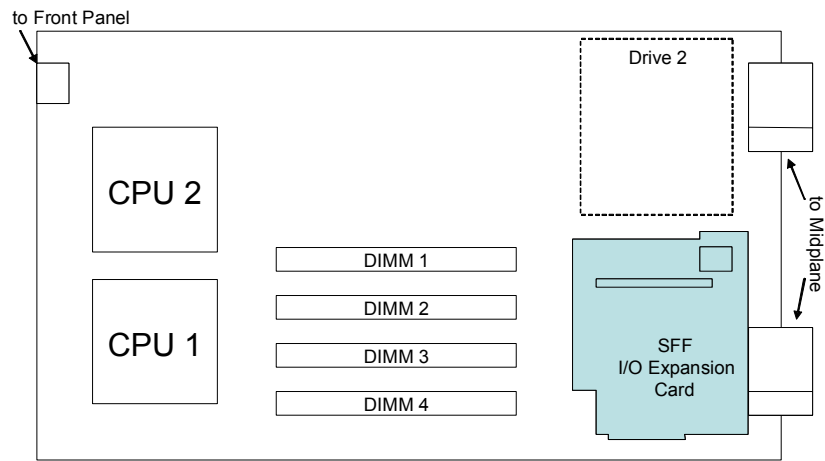 to Front Panel
Drive 2
CPU 2
to Midplane
DIMM 1
DIMM 2
CPU 1
DIMM 3
DIMM 4
SFF
I/O Expansion
Card